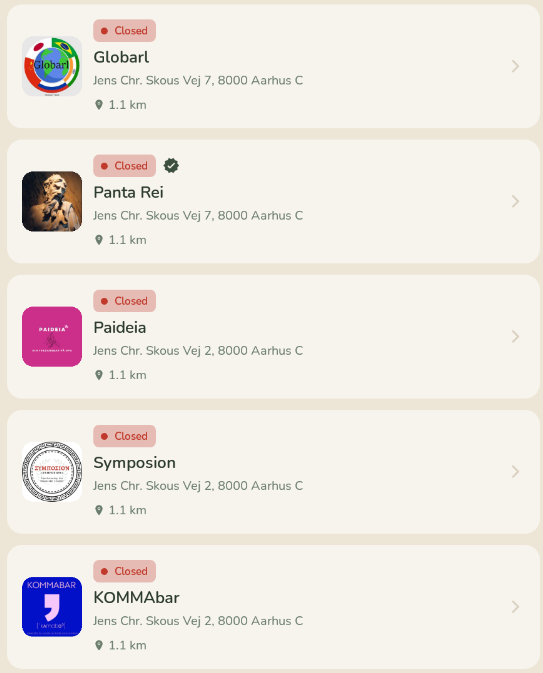 Closed
Globarl
Globarl
Jens Chr. Skous Vej 7, 8000 Aarhus C
1.1 km
Closed
Panta Rei
Jens Chr. Skous Vej 7, 8000 Aarhus C
1.1 km
Closed
PAIDEIA
Paideia
Jens Chr. Skous Vej 2, 8000 Aarhus C
1.1 km
Closed
ΣΥΜΠΟΣΙΟΝ
Symposion
Jens Chr. Skous Vej 2, 8000 Aarhus C
1.1 km
Closed
KOMMABAR
KOMMAbar
Jens Chr. Skous Vej 2, 8000 Aarhus C
1.1 km